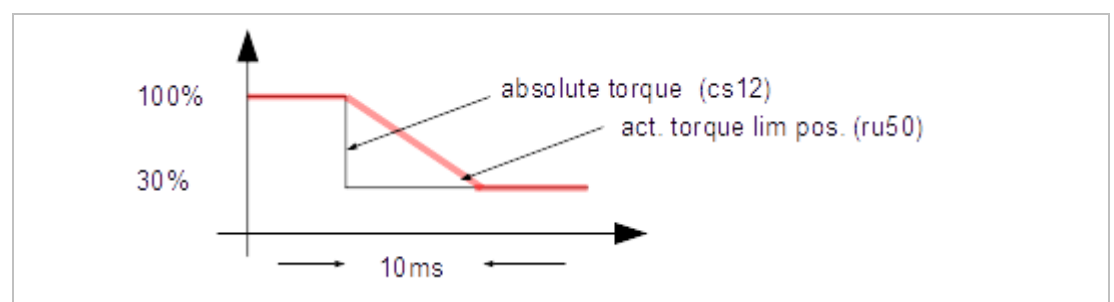 100%
absolute torque (cs12)
act. torque lim pos. (ru50)
30%
10ms